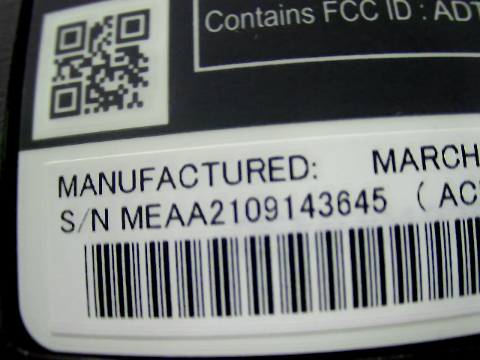 Contains FCC ID : ADT
MANUFACTURED: MARCH
S/N MEAA2109143645 ( AC